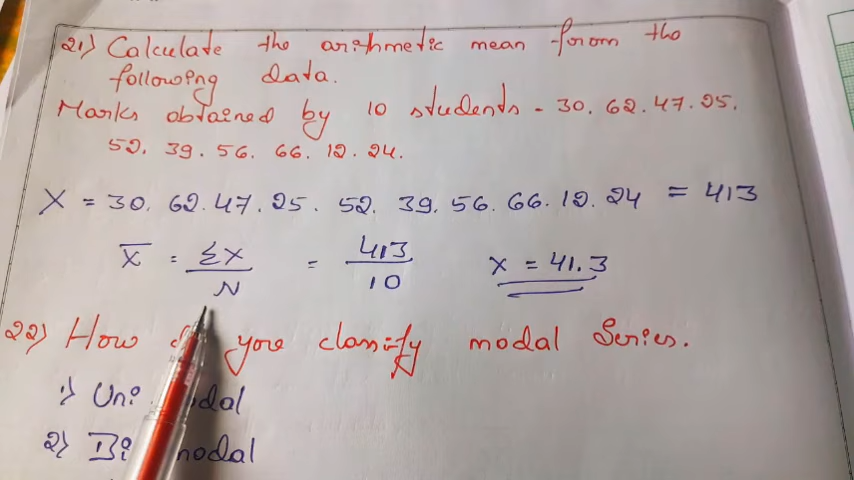 21) Calculate the arithmetic mean from the
following data.
Marks obtained by 10 students - 30. 62. 47. 25.
52. 39. 56. 66. 12. 24.
X = 30. 62. 47. 25. 52. 39. 56. 66. 12. 24 = 413
X̅ = ΣX / N = 413 / 10 X = 41.3
22) How you classify modal Series.
1) Uni modal
2) Bi modal